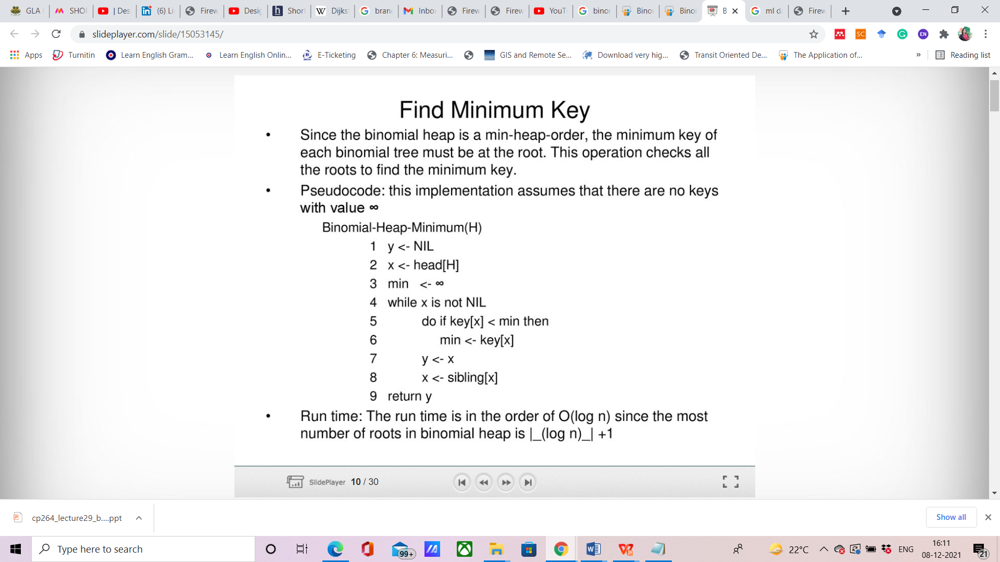 GLA
SHOP
| Des
(6) Li
Firew
Desig
Short
Dijks
branc
Inbox
Firew
Firew
YouTu
binor
Binor
Binor
B
ml da
Firew
slideplayer.com/slide/15053145/
SC
EN
Apps
Turnitin
Learn English Gram...
Learn English Onlin...
E-Ticketing
Chapter 6: Measuri...
GIS and Remote Se...
Download very hig...
Transit Oriented De...
The Application of...
»
Reading list
Find Minimum Key
• Since the binomial heap is a min-heap-order, the minimum key of
each binomial tree must be at the root. This operation checks all
the roots to find the minimum key.
• Pseudocode: this implementation assumes that there are no keys
with value ∞
Binomial-Heap-Minimum(H)
1 y <- NIL
2 x <- head[H]
3 min <- ∞
4 while x is not NIL
5 do if key[x] < min then
6 min <- key[x]
7 y <- x
8 x <- sibling[x]
9 return y
• Run time: The run time is in the order of O(log n) since the most
number of roots in binomial heap is |_(log n)_| +1
SlidePlayer 10 / 30
cp264_lecture29_b....ppt
Show all
Type here to search
99+
22°C
ENG
16:11
08-12-2021
21